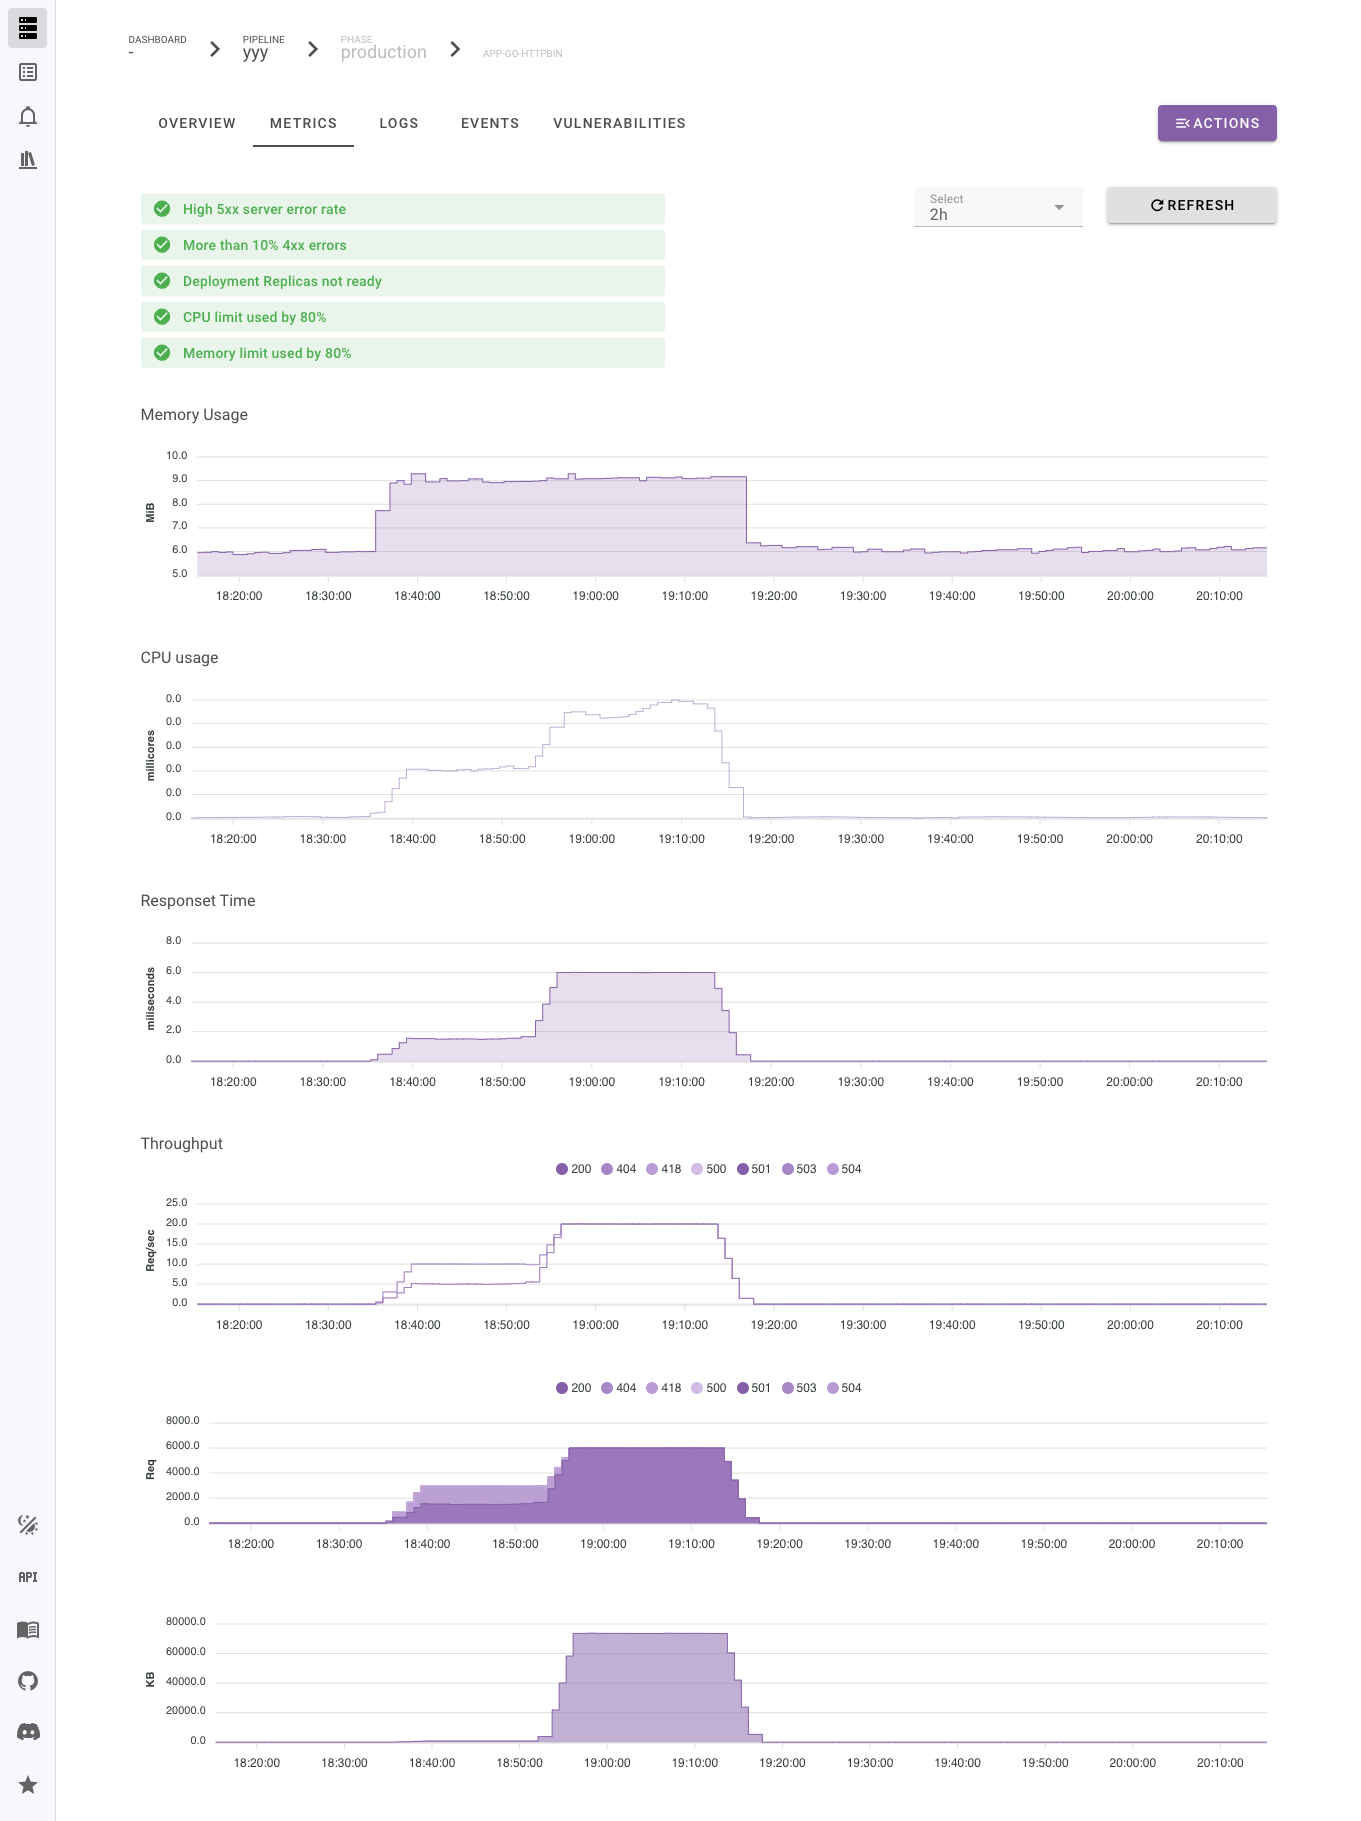 DASHBOARD
-
PIPELINE
yyy
PHASE
production
APP-GO-HTTPBIN
OVERVIEW METRICS LOGS EVENTS VULNERABILITIES
ACTIONS
High 5xx server error rate
More than 10% 4xx errors
Deployment Replicas not ready
CPU limit used by 80%
Memory limit used by 80%
Select
2h
REFRESH
Memory Usage
MiB
10.0
9.0
8.0
7.0
6.0
5.0
18:20:00 18:30:00 18:40:00 18:50:00 19:00:00 19:10:00 19:20:00 19:30:00 19:40:00 19:50:00 20:00:00 20:10:00
CPU usage
millicores
0.0
0.0
0.0
0.0
0.0
0.0
18:20:00 18:30:00 18:40:00 18:50:00 19:00:00 19:10:00 19:20:00 19:30:00 19:40:00 19:50:00 20:00:00 20:10:00
Responset Time
miliseconds
8.0
6.0
4.0
2.0
0.0
18:20:00 18:30:00 18:40:00 18:50:00 19:00:00 19:10:00 19:20:00 19:30:00 19:40:00 19:50:00 20:00:00 20:10:00
Throughput
200 404 418 500 501 503 504
Req/sec
25.0
20.0
15.0
10.0
5.0
0.0
18:20:00 18:30:00 18:40:00 18:50:00 19:00:00 19:10:00 19:20:00 19:30:00 19:40:00 19:50:00 20:00:00 20:10:00
200 404 418 500 501 503 504
Req
8000.0
6000.0
4000.0
2000.0
0.0
18:20:00 18:30:00 18:40:00 18:50:00 19:00:00 19:10:00 19:20:00 19:30:00 19:40:00 19:50:00 20:00:00 20:10:00
KB
80000.0
60000.0
40000.0
20000.0
0.0
18:20:00 18:30:00 18:40:00 18:50:00 19:00:00 19:10:00 19:20:00 19:30:00 19:40:00 19:50:00 20:00:00 20:10:00
API